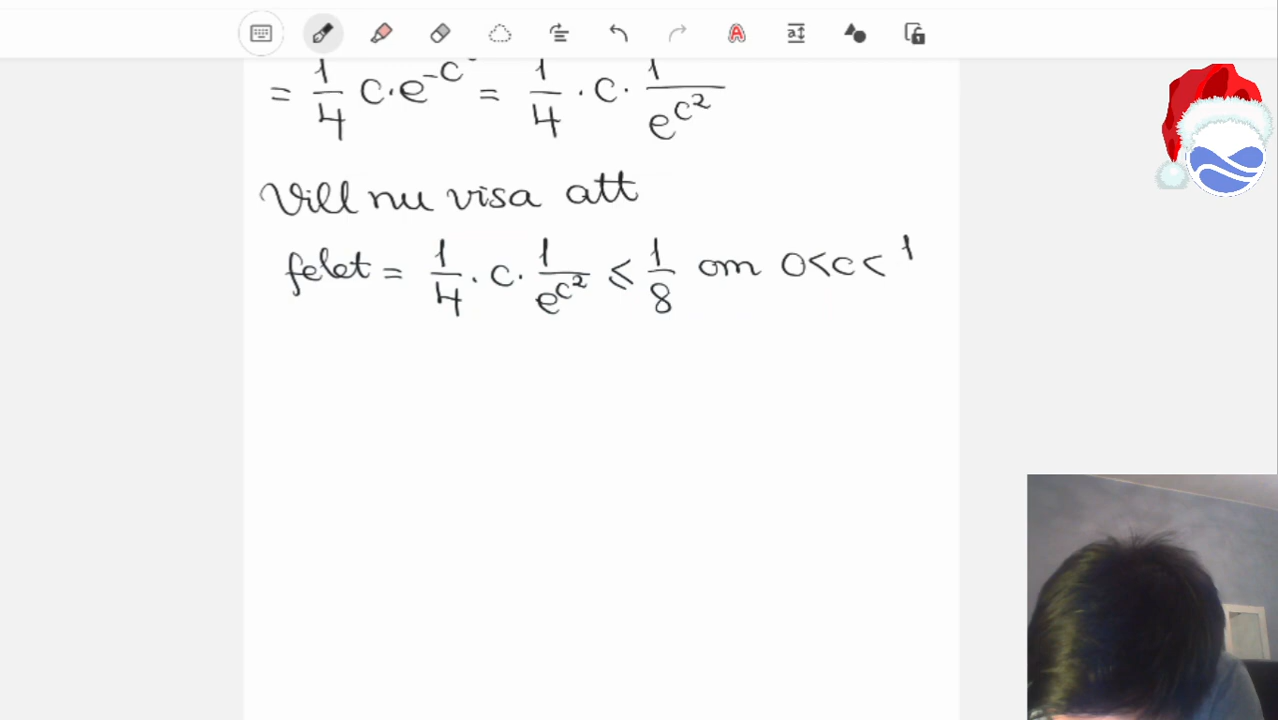 = 1/4 c·e^-c² = 1/4 · c · 1/e^c²
Vill nu visa att
felet = 1/4 · c · 1/e^c² ≤ 1/8 om 0<c<1